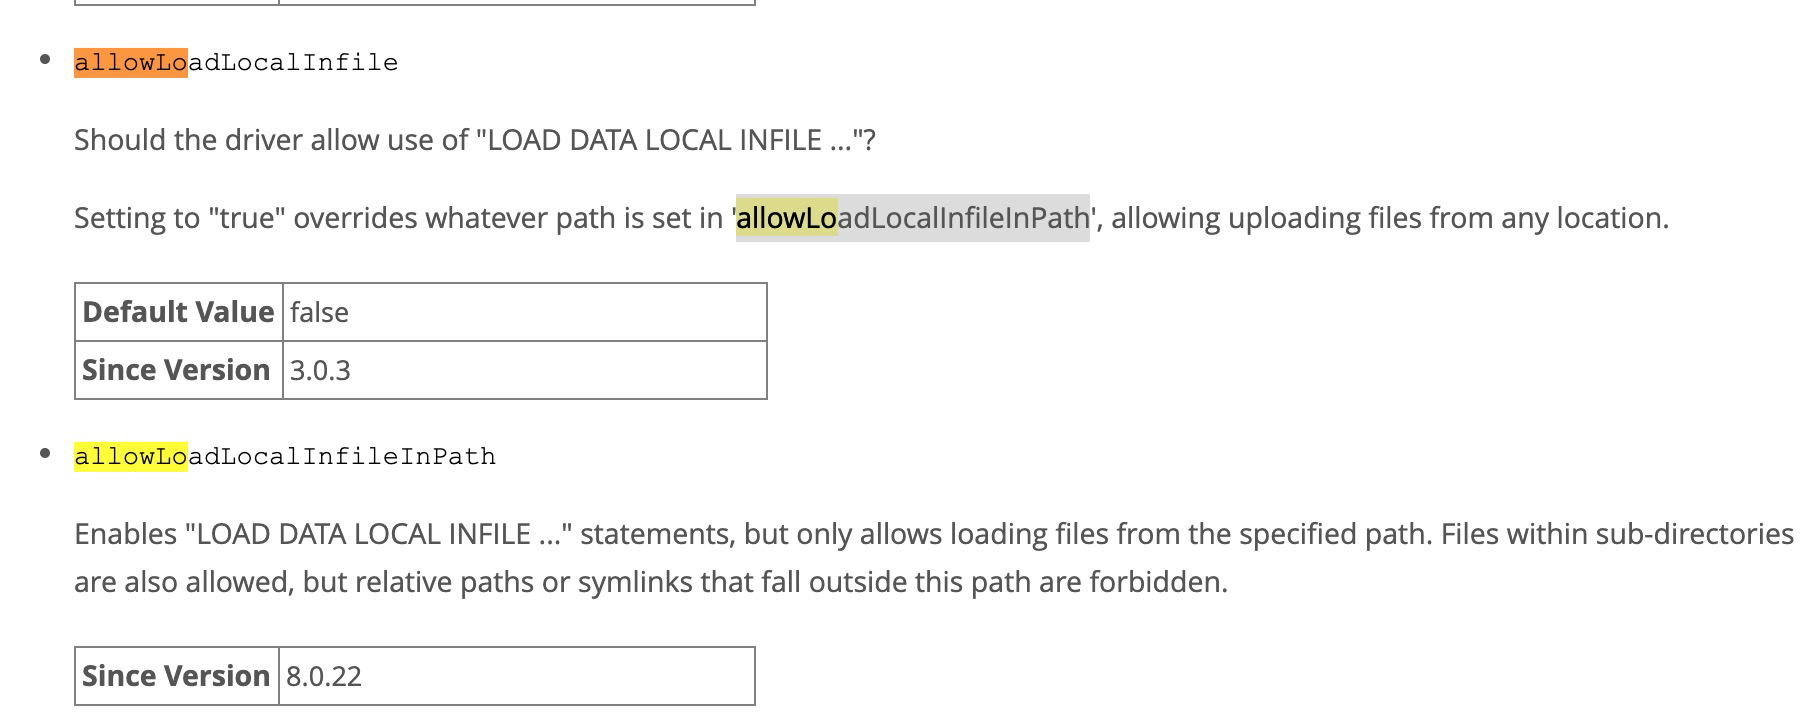 allowLoadLocalInfile
Should the driver allow use of "LOAD DATA LOCAL INFILE ..."?
Setting to "true" overrides whatever path is set in 'allowLoadLocalInfileInPath', allowing uploading files from any location.
Default Value false
Since Version 3.0.3
allowLoadLocalInfileInPath
Enables "LOAD DATA LOCAL INFILE ..." statements, but only allows loading files from the specified path. Files within sub-directories
are also allowed, but relative paths or symlinks that fall outside this path are forbidden.
Since Version 8.0.22